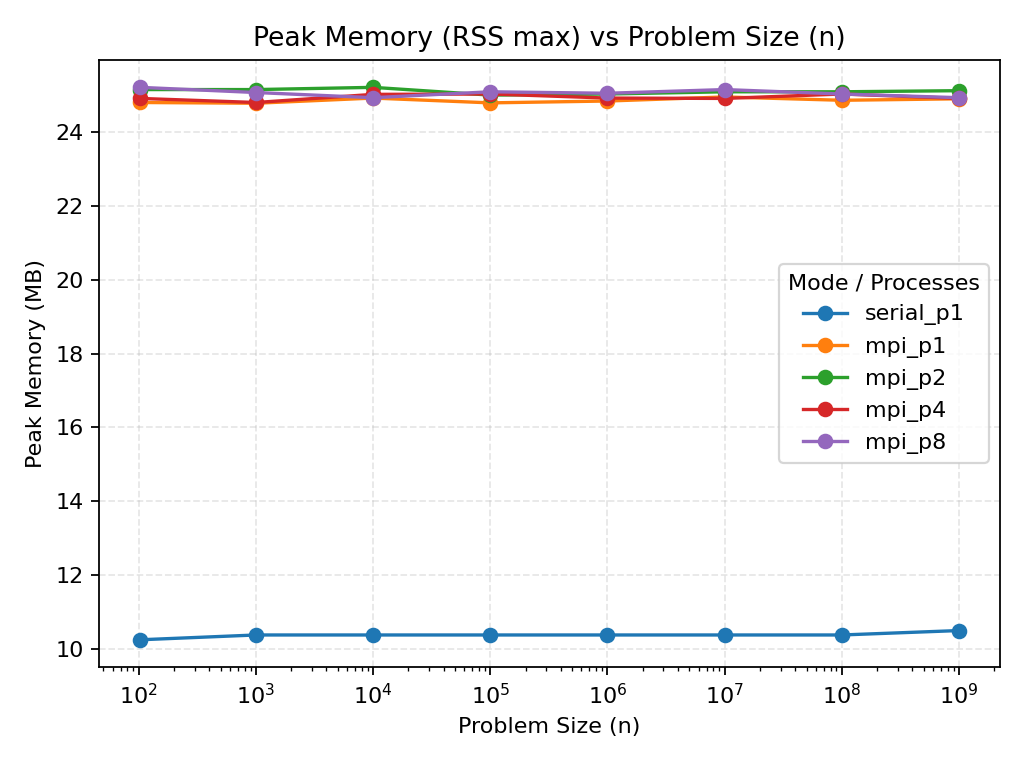 Peak Memory (RSS max) vs Problem Size (n)
Peak Memory (MB)
24
22
20
18
16
14
12
10
Mode / Processes
serial_p1
mpi_p1
mpi_p2
mpi_p4
mpi_p8
10² 10³ 10⁴ 10⁵ 10⁶ 10⁷ 10⁸ 10⁹
Problem Size (n)